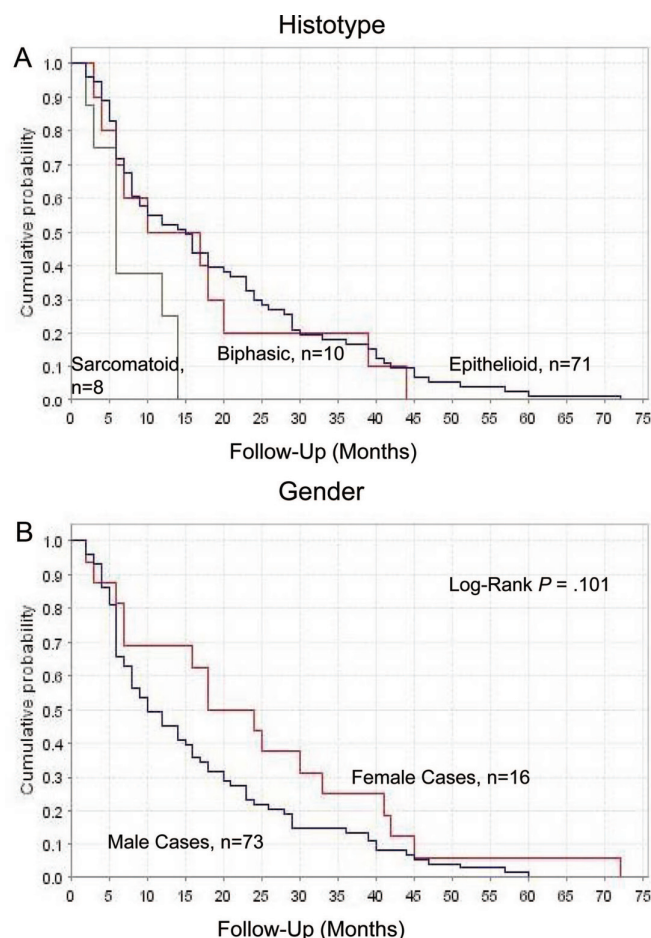 Histotype
A
1.0
0.9
0.8
0.7
0.6
0.5
0.4
0.3
0.2
0.1
0.0
Cumulative probability
Sarcomatoid,
n=8
Biphasic, n=10
Epithelioid, n=71
0 5 10 15 20 25 30 35 40 45 50 55 60 65 70 75
Follow-Up (Months)
Gender
B
1.0
0.9
0.8
0.7
0.6
0.5
0.4
0.3
0.2
0.1
0.0
Cumulative probability
Log-Rank P = .101
Female Cases, n=16
Male Cases, n=73
0 5 10 15 20 25 30 35 40 45 50 55 60 65 70 75
Follow-Up (Months)